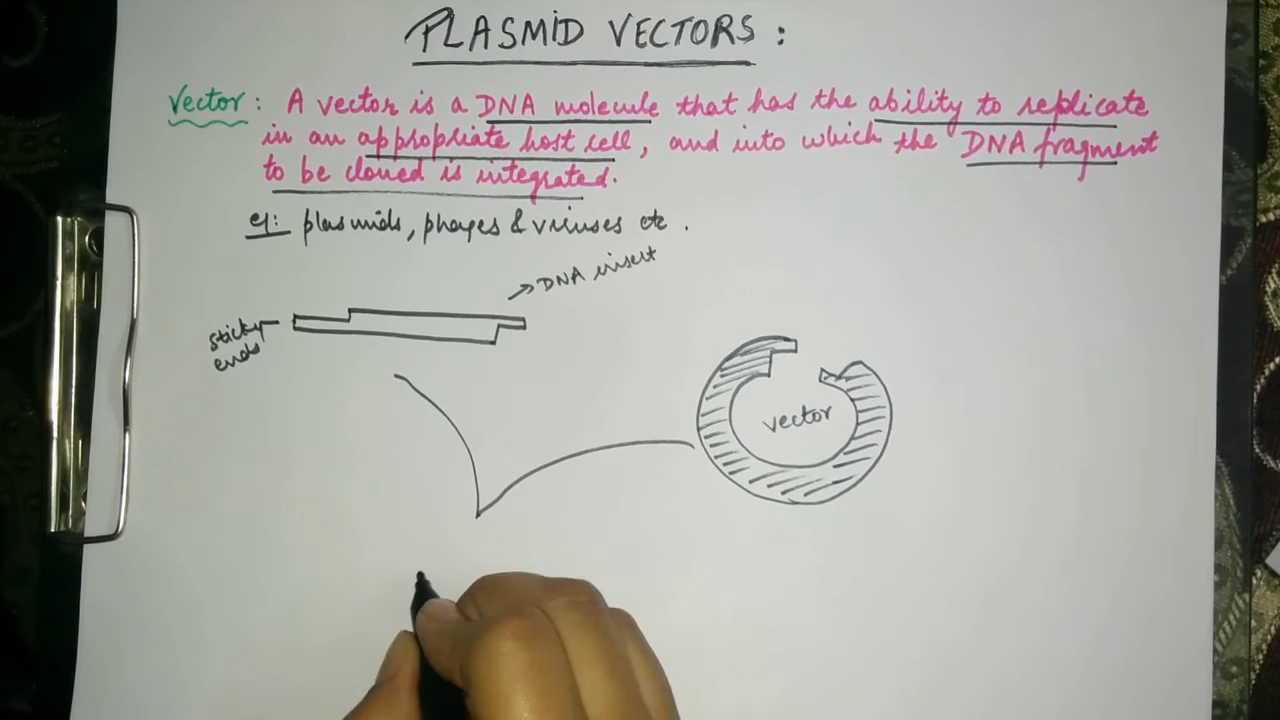 PLASMID VECTORS:
Vector: A vector is a DNA molecule that has the ability to replicate
in an appropriate host cell, and into which the DNA fragment
to be cloned is integrated.
eg: plasmids, phages & viruses etc.
→ DNA insert
sticky
ends
vector